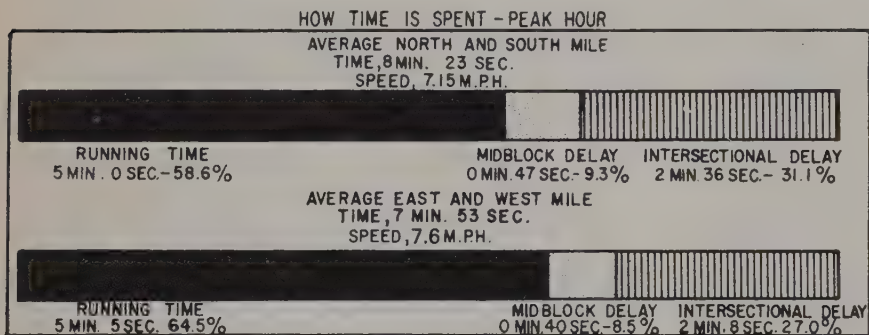 HOW TIME IS SPENT - PEAK HOUR
AVERAGE NORTH AND SOUTH MILE
TIME, 8 MIN. 23 SEC.
SPEED, 7.15 M.P.H.
RUNNING TIME MIDBLOCK DELAY INTERSECTIONAL DELAY
5 MIN. 0 SEC.-58.6% 0 MIN. 47 SEC.-9.3% 2 MIN. 36 SEC.- 31.1%
AVERAGE EAST AND WEST MILE
TIME, 7 MIN. 53 SEC.
SPEED, 7.6 M.P.H.
RUNNING TIME MIDBLOCK DELAY INTERSECTIONAL DELAY
5 MIN. 5 SEC. 64.5% 0 MIN. 40 SEC.-8.5% 2 MIN. 8 SEC. 27.0%